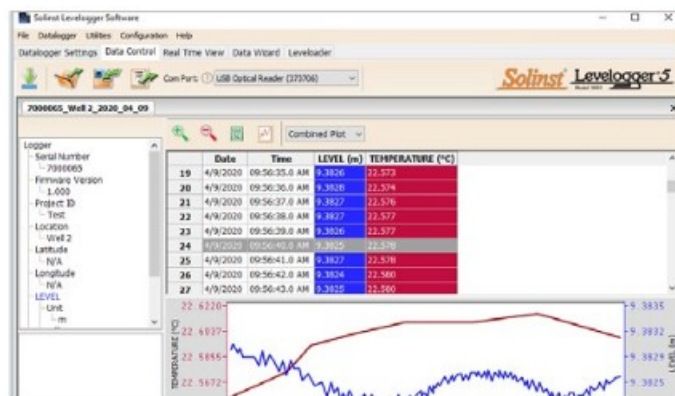 Solinst Levelogger Software
File Datalogger Utilities Configuration Help
Datalogger Settings Data Control Real Time View Data Wizard Leveloader
Com Port: USB Optical Reader (373706) Solinst Levelogger 5
7000065_Well 2_2020_04_09
Combined Plot
Logger
Serial Number
7000065
Firmware Version
1.000
Project ID
Test
Location
Well 2
Latitude
N/A
Longitude
N/A
LEVEL
Unit
m
Date Time LEVEL (m) TEMPERATURE (°C)
19 4/9/2020 09:56:35.0 AM 9.3826 22.573
20 4/9/2020 09:56:36.0 AM 9.3828 22.574
21 4/9/2020 09:56:37.0 AM 9.3827 22.576
22 4/9/2020 09:56:38.0 AM 9.3827 22.577
23 4/9/2020 09:56:39.0 AM 9.3826 22.577
24 4/9/2020 09:56:40.0 AM 9.3825 22.578
25 4/9/2020 09:56:41.0 AM 9.3827 22.578
26 4/9/2020 09:56:42.0 AM 9.3824 22.580
27 4/9/2020 09:56:43.0 AM 9.3825 22.580
TEMPERATURE (°C)
22.6220
22.6037
22.5855
22.5672
9.3835
9.3832
9.3829
9.3825
LEVEL (m)